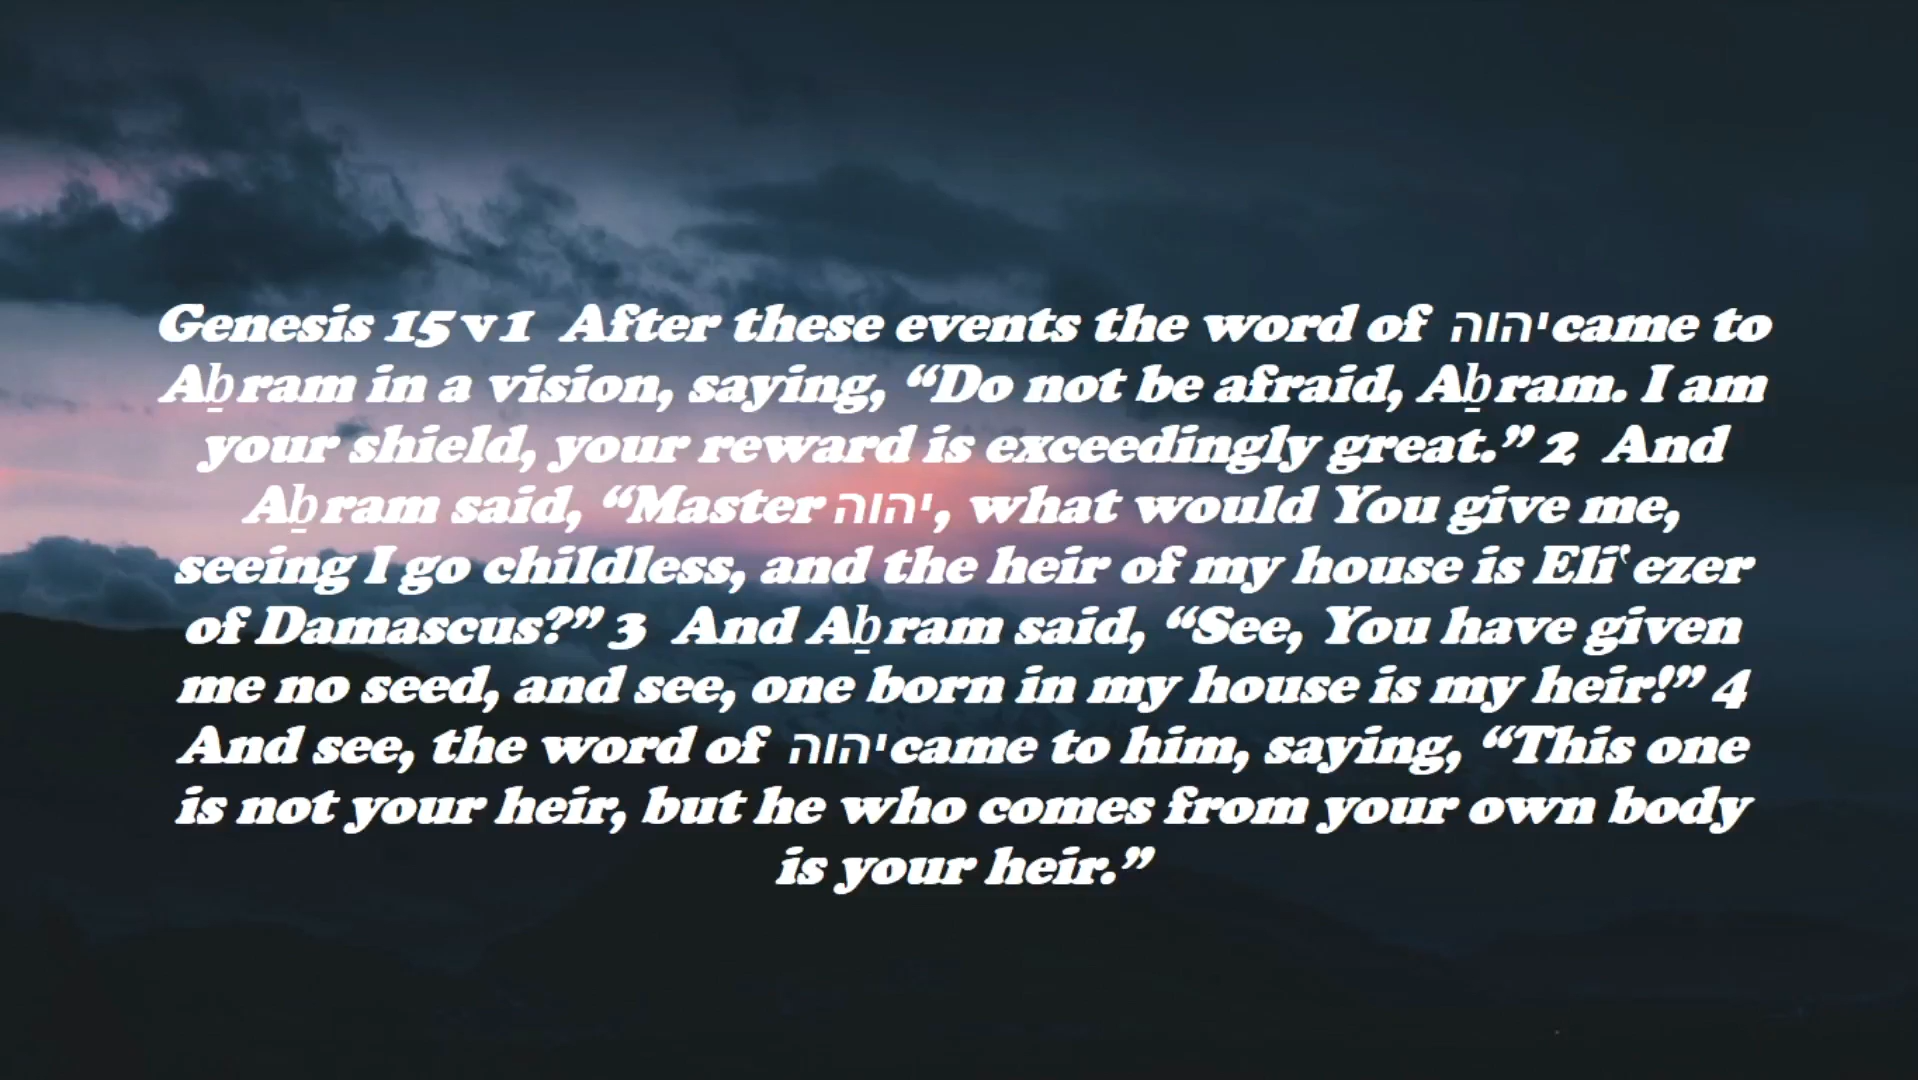 Genesis 15 v 1 After these events the word of יהוה came to
Aḇram in a vision, saying, “Do not be afraid, Aḇram. I am
your shield, your reward is exceedingly great.” 2 And
Aḇram said, “Master יהוה, what would You give me,
seeing I go childless, and the heir of my house is Eliʽezer
of Damascus?” 3 And Aḇram said, “See, You have given
me no seed, and see, one born in my house is my heir!” 4
And see, the word of יהוה came to him, saying, “This one
is not your heir, but he who comes from your own body
is your heir.”